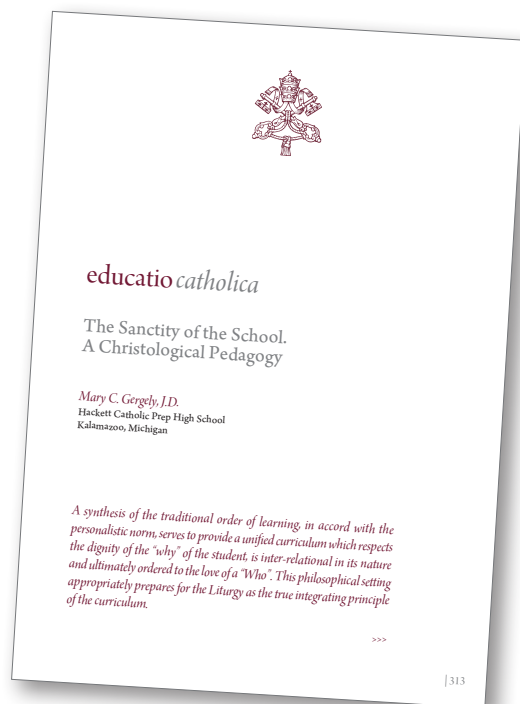 educatio catholica
The Sanctity of the School.
A Christological Pedagogy
Mary C. Gergely, J.D.
Hackett Catholic Prep High School
Kalamazoo, Michigan
A synthesis of the traditional order of learning, in accord with the
personalistic norm, serves to provide a unified curriculum which respects
the dignity of the “why” of the student, is inter-relational in its nature
and ultimately ordered to the love of a “Who”. This philosophical setting
appropriately prepares for the Liturgy as the true integrating principle
of the curriculum.
>>>
| 313